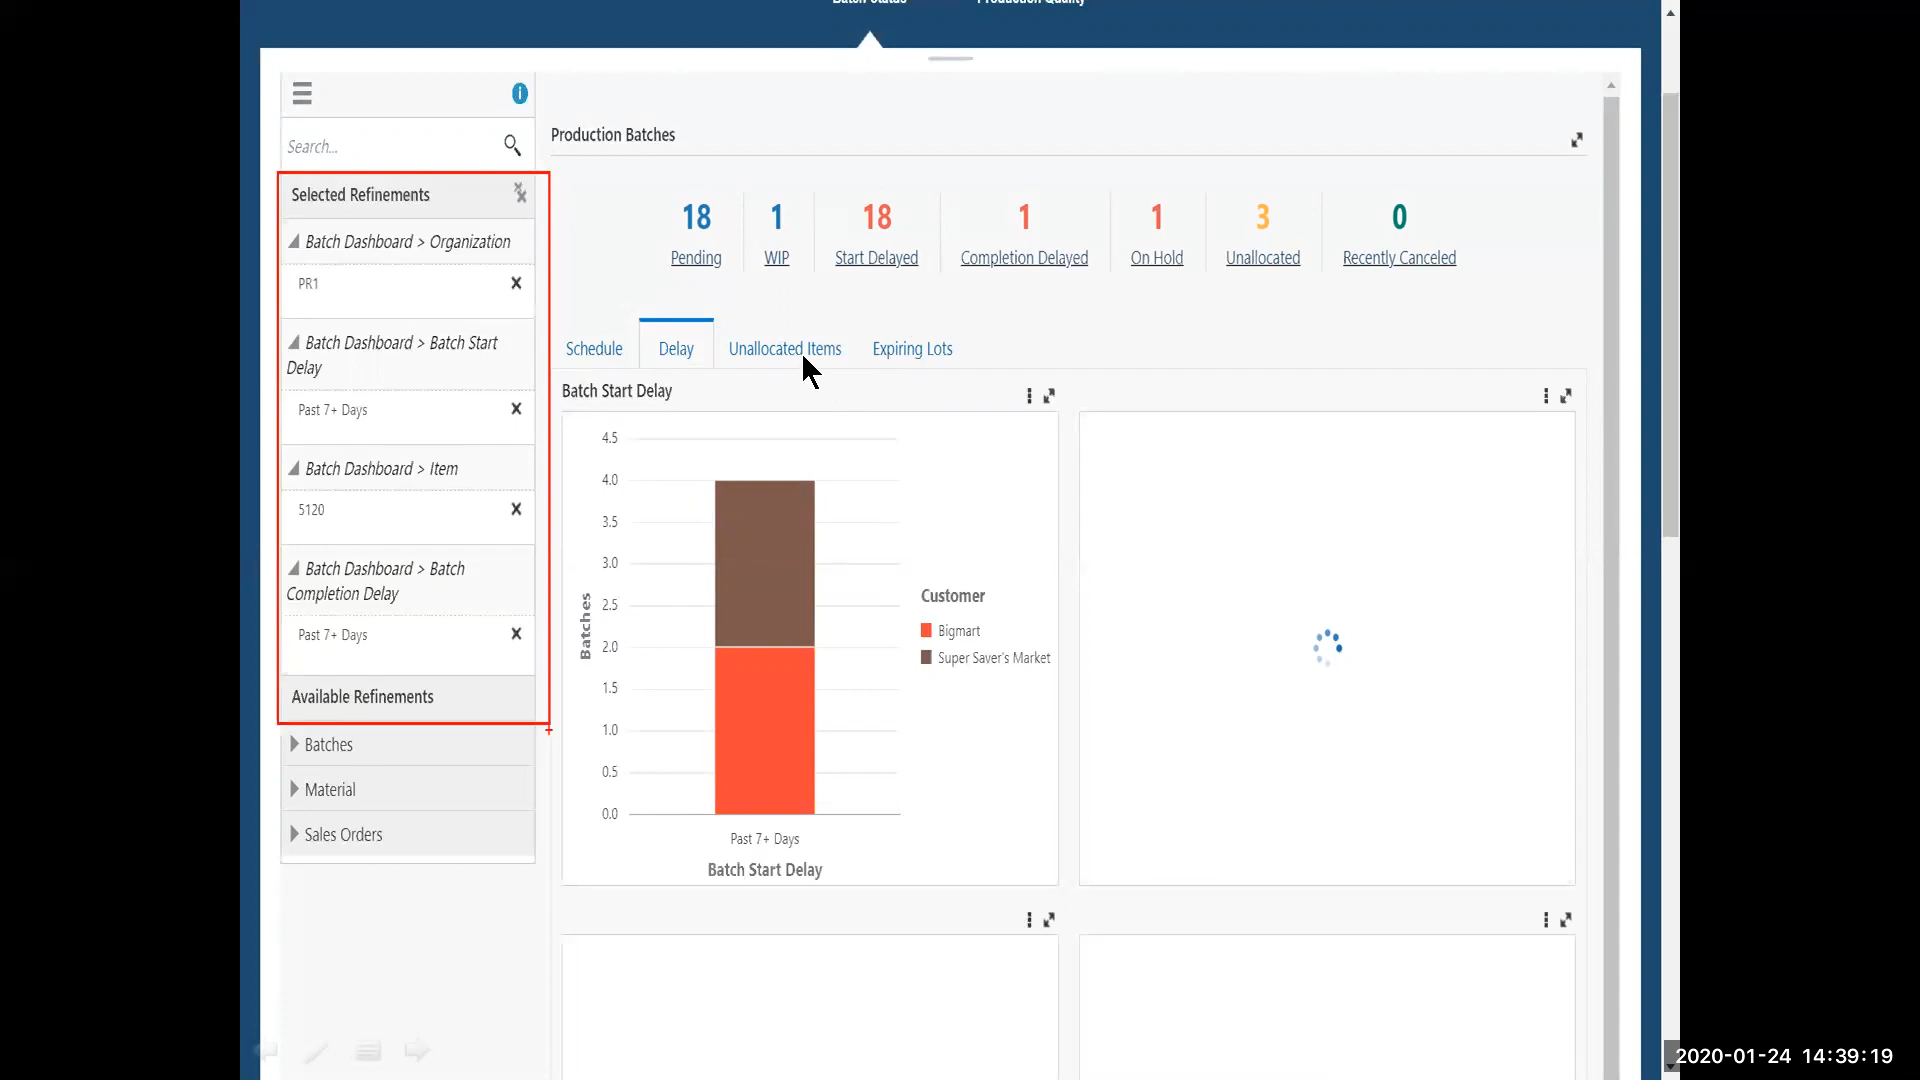 Batch Status
Production Quality
Search...
Selected Refinements
Batch Dashboard > Organization
PR1
Batch Dashboard > Batch Start
Delay
Past 7+ Days
Batch Dashboard > Item
5120
Batch Dashboard > Batch
Completion Delay
Past 7+ Days
Available Refinements
Batches
Material
Sales Orders
Production Batches
18
1
18
1
1
3
0
Pending
WIP
Start Delayed
Completion Delayed
On Hold
Unallocated
Recently Canceled
Schedule
Delay
Unallocated Items
Expiring Lots
Batch Start Delay
4.5
4.0
3.5
3.0
2.5
2.0
1.5
1.0
0.5
0.0
Batches
Past 7+ Days
Batch Start Delay
Customer
Bigmart
Super Saver's Market
2020-01-24 14:39:19